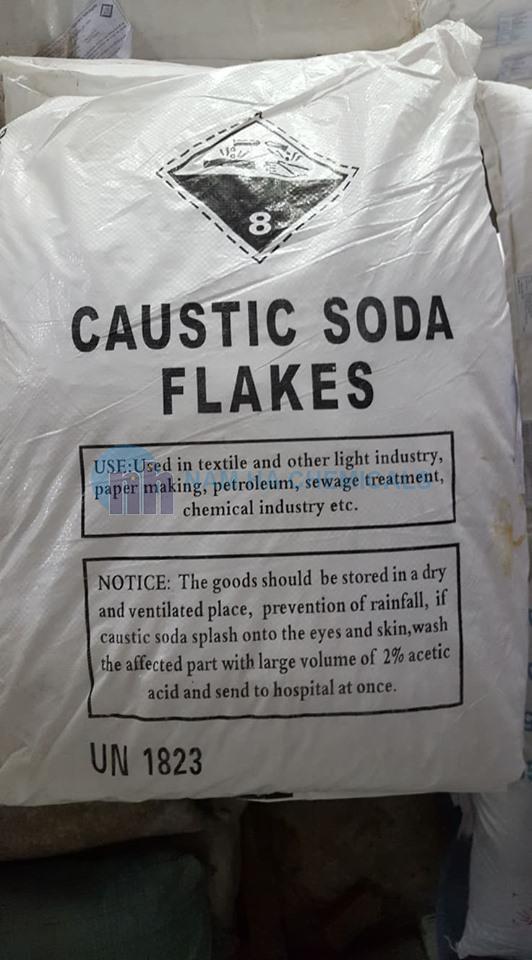 8
CAUSTIC SODA
FLAKES
USE:Used in textile and other light industry,
paper making, petroleum, sewage treatment,
chemical industry etc.
NAM HA CHEMICALS
NOTICE: The goods should be stored in a dry
and ventilated place, prevention of rainfall, if
caustic soda splash onto the eyes and skin,wash
the affected part with large volume of 2% acetic
acid and send to hospital at once.
UN 1823